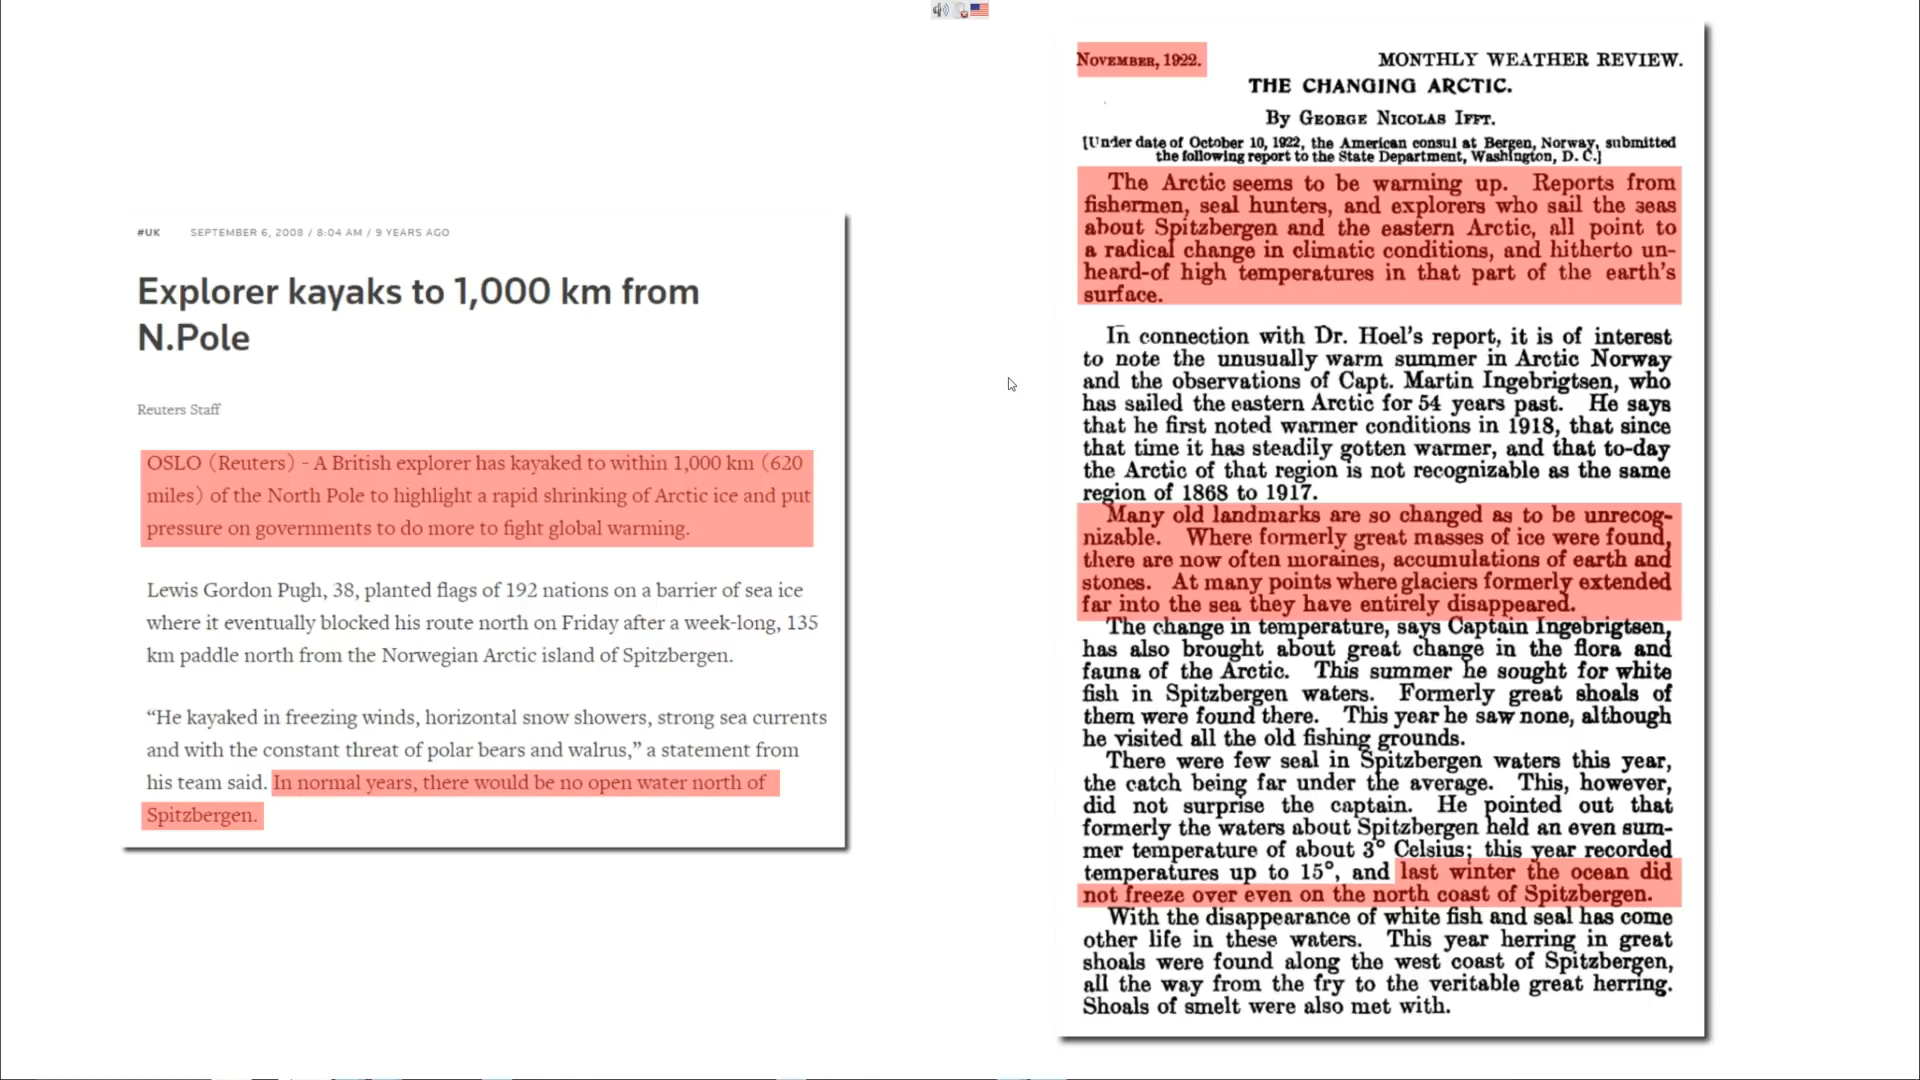 #UK SEPTEMBER 6, 2008 / 8:04 AM / 9 YEARS AGO
Explorer kayaks to 1,000 km from
N.Pole
Reuters Staff
OSLO (Reuters) - A British explorer has kayaked to within 1,000 km (620
miles) of the North Pole to highlight a rapid shrinking of Arctic ice and put
pressure on governments to do more to fight global warming.
Lewis Gordon Pugh, 38, planted flags of 192 nations on a barrier of sea ice
where it eventually blocked his route north on Friday after a week-long, 135
km paddle north from the Norwegian Arctic island of Spitzbergen.
“He kayaked in freezing winds, horizontal snow showers, strong sea currents
and with the constant threat of polar bears and walrus,” a statement from
his team said. In normal years, there would be no open water north of
Spitzbergen.
NOVEMBER, 1922. MONTHLY WEATHER REVIEW.
THE CHANGING ARCTIC.
By GEORGE NICOLAS IFFT.
[Under date of October 10, 1922, the American consul at Bergen, Norway, submitted
the following report to the State Department, Washington, D. C.]
The Arctic seems to be warming up. Reports from
fishermen, seal hunters, and explorers who sail the seas
about Spitzbergen and the eastern Arctic, all point to
a radical change in climatic conditions, and hitherto un-
heard-of high temperatures in that part of the earth's
surface.
In connection with Dr. Hoel's report, it is of interest
to note the unusually warm summer in Arctic Norway
and the observations of Capt. Martin Ingebrigtsen, who
has sailed the eastern Arctic for 54 years past. He says
that he first noted warmer conditions in 1918, that since
that time it has steadily gotten warmer, and that to-day
the Arctic of that region is not recognizable as the same
region of 1868 to 1917.
Many old landmarks are so changed as to be unrecog-
nizable. Where formerly great masses of ice were found,
there are now often moraines, accumulations of earth and
stones. At many points where glaciers formerly extended
far into the sea they have entirely disappeared.
The change in temperature, says Captain Ingebrigtsen,
has also brought about great change in the flora and
fauna of the Arctic. This summer he sought for white
fish in Spitzbergen waters. Formerly great shoals of
them were found there. This year he saw none, although
he visited all the old fishing grounds.
There were few seal in Spitzbergen waters this year,
the catch being far under the average. This, however,
did not surprise the captain. He pointed out that
formerly the waters about Spitzbergen held an even sum-
mer temperature of about 3° Celsius; this year recorded
temperatures up to 15°, and last winter the ocean did
not freeze over even on the north coast of Spitzbergen.
With the disappearance of white fish and seal has come
other life in these waters. This year herring in great
shoals were found along the west coast of Spitzbergen,
all the way from the fry to the veritable great herring.
Shoals of smelt were also met with.